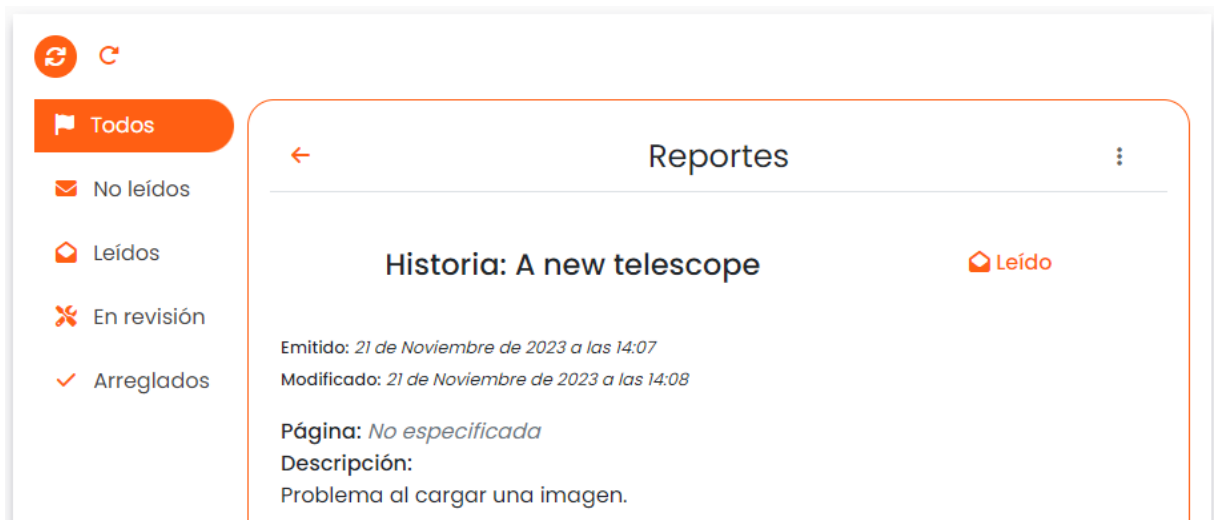 Todos
No leídos
Leídos
En revisión
Arreglados
Reportes
Historia: A new telescope
Leído
Emitido: 21 de Noviembre de 2023 a las 14:07
Modificado: 21 de Noviembre de 2023 a las 14:08
Página: No especificada
Descripción:
Problema al cargar una imagen.